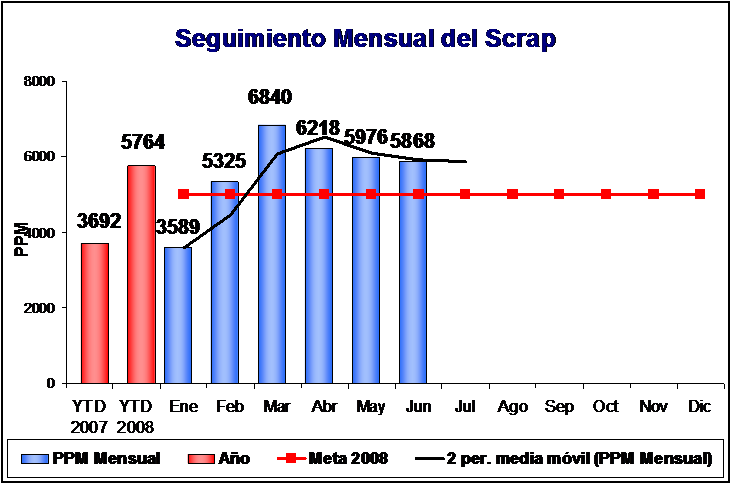 Seguimiento Mensual del Scrap
8000
6000
4000
2000
0
PPM
3692
5764
3589
5325
6840
6218
5976
5868
YTD 2007
YTD 2008
Ene
Feb
Mar
Abr
May
Jun
Jul
Ago
Sep
Oct
Nov
Dic
PPM Mensual
Año
Meta 2008
2 per. media móvil (PPM Mensual)